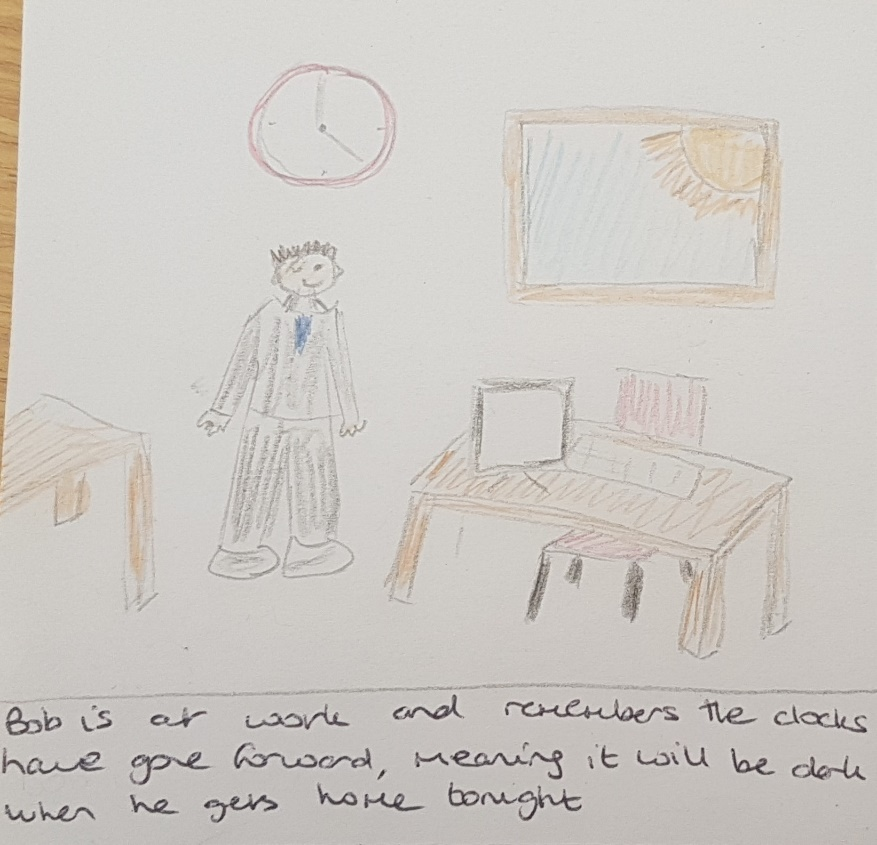 Bob is at work and remembers the clocks
have gone forward, meaning it will be dark
when he gets home tonight